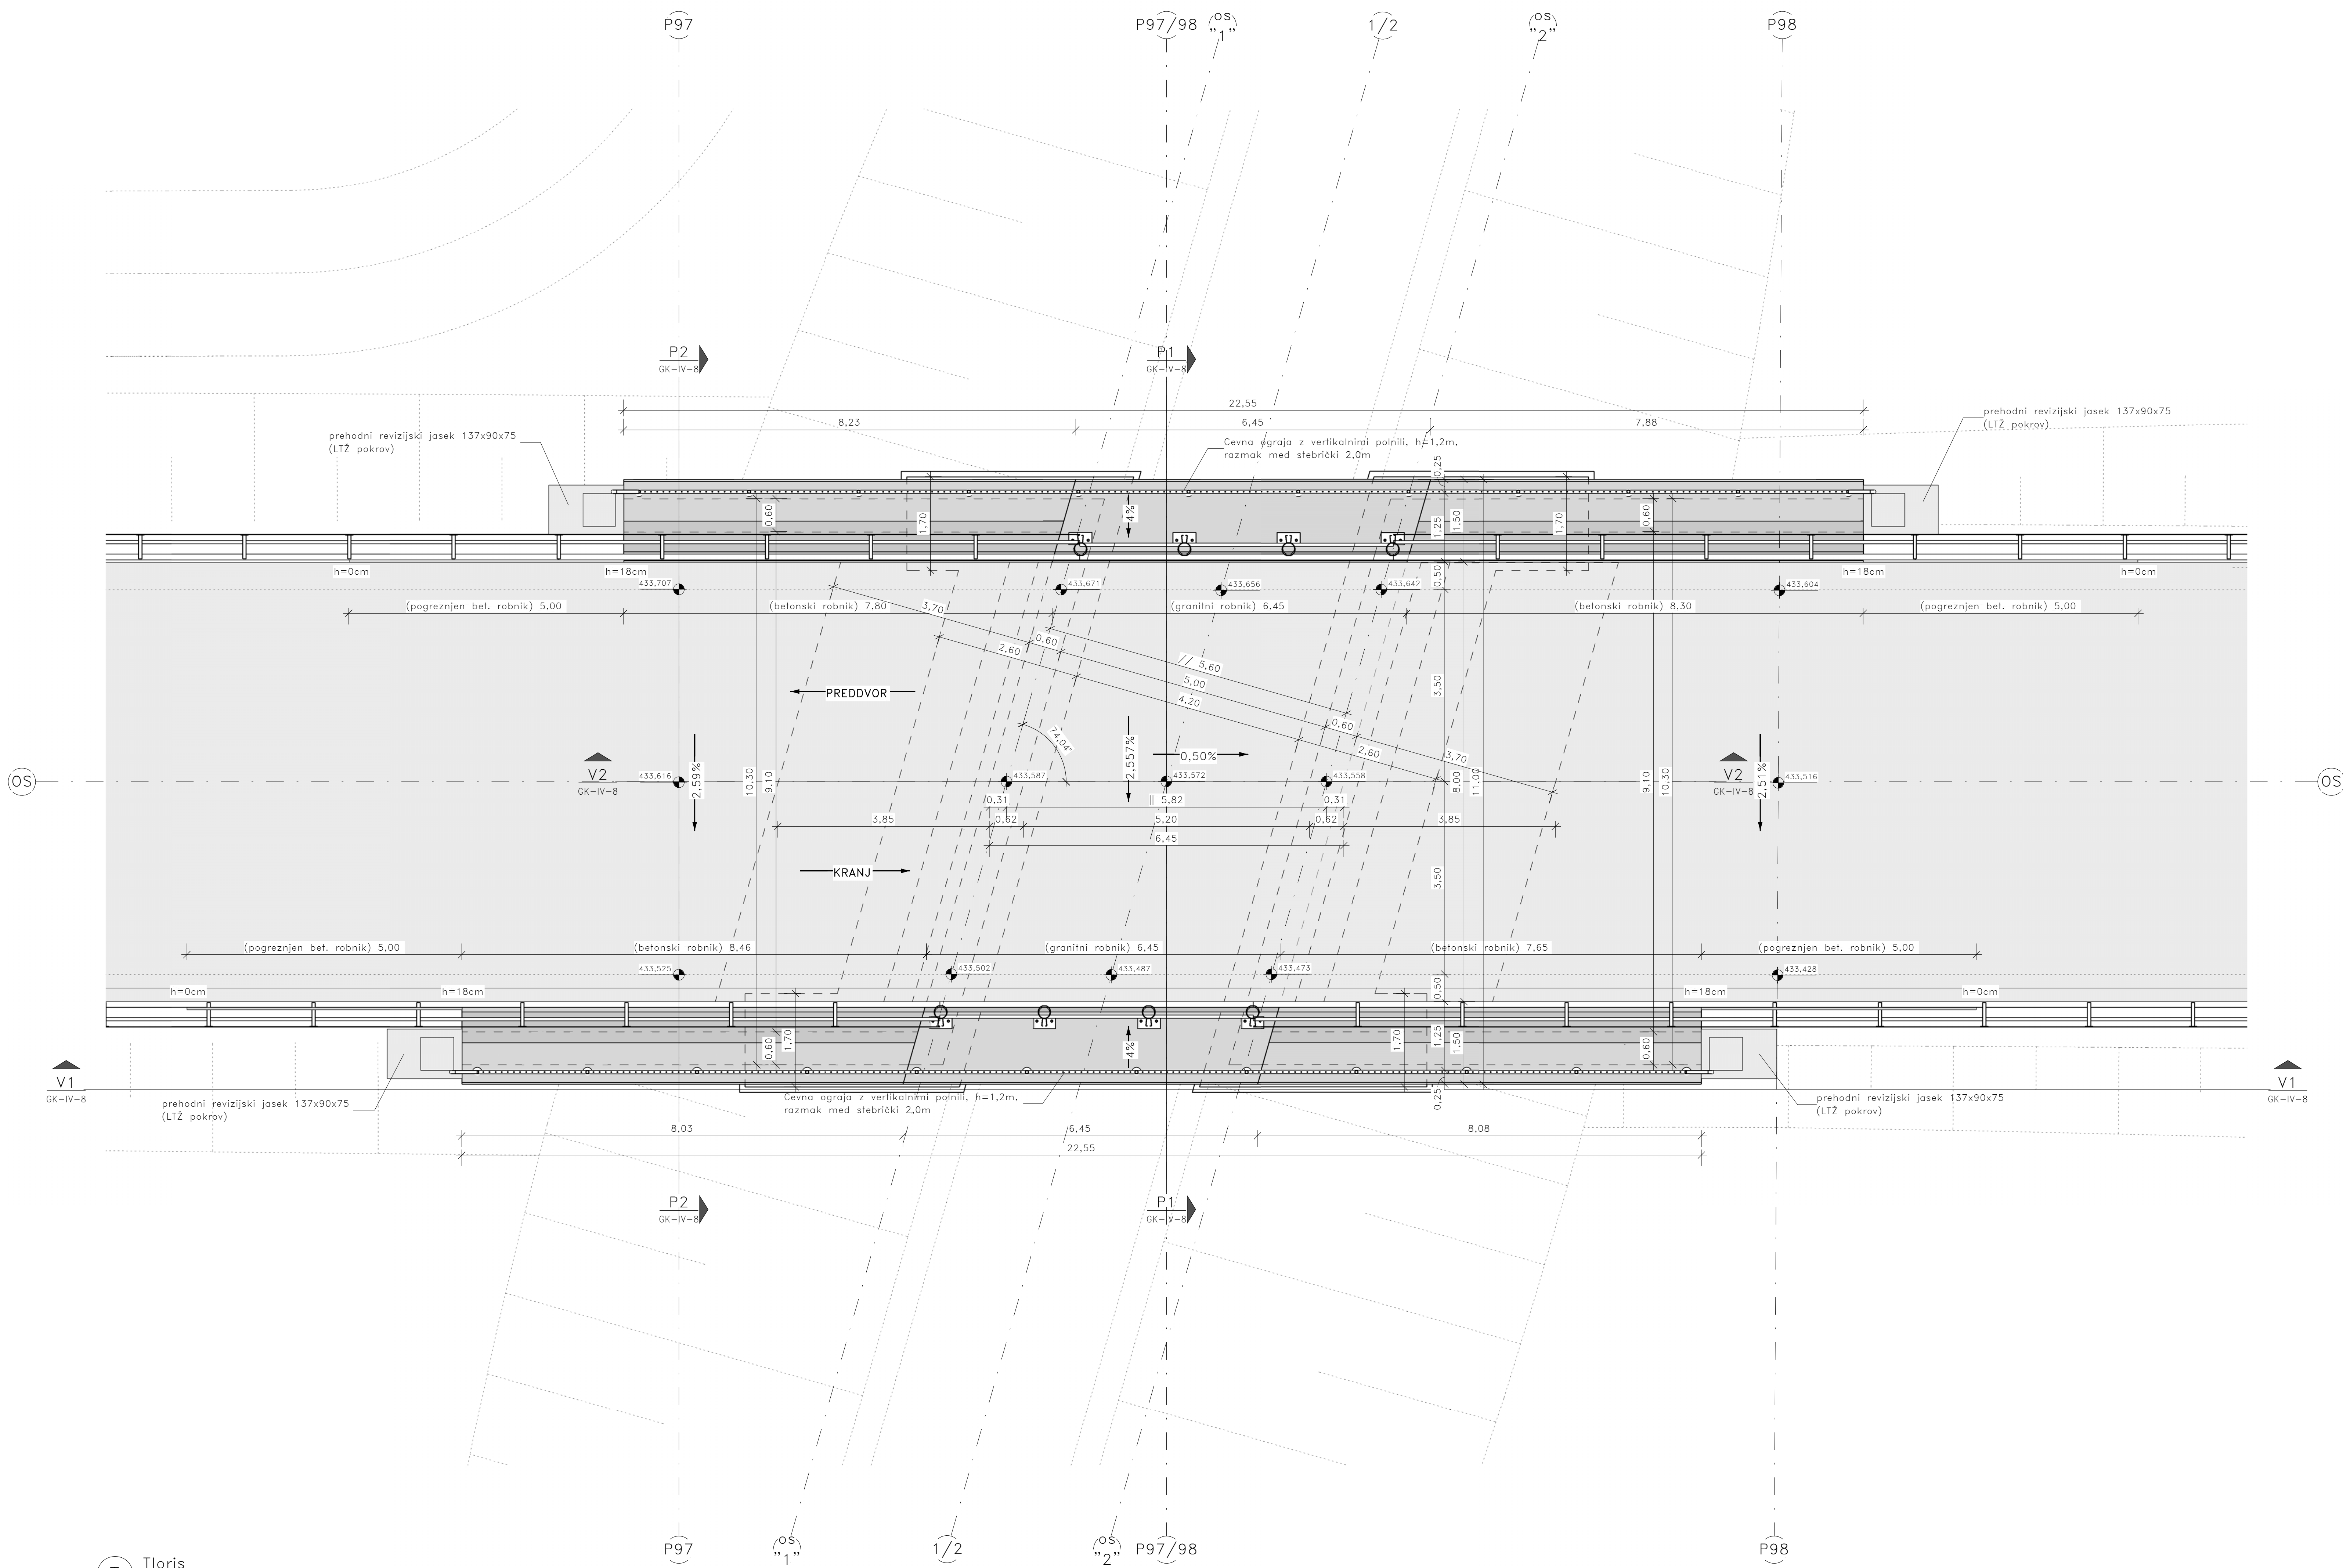 P97
P97/98
os
"1"
1/2
os
"2"
P98
P2
GK-IV-8
P1
GK-IV-8
22,55
8,23
6,45
7,88
prehodni revizijski jasek 137x90x75
(LTŽ pokrov)
Cevna ograja z vertikalnimi polnili, h=1,2m,
razmak med stebrički 2,0m
prehodni revizijski jasek 137x90x75
(LTŽ pokrov)
0,60
1,70
4%
0,25
1,25
1,50
1,70
0,60
h=0cm
h=18cm
h=18cm
h=0cm
433,707
433,671
433,656
433,642
433,604
0,50
(pogreznjen bet. robnik) 5,00
(betonski robnik) 7,80
(granitni robnik) 6,45
(betonski robnik) 8,30
(pogreznjen bet. robnik) 5,00
3,70
0,60
2,60
// 5,60
5,00
4,20
0,60
2,60
3,70
3,50
PREDDVOR
74,04°
2,557%
0,50%
OS
V2
GK-IV-8
433,616
2,59%
10,30
9,10
433,587
433,572
433,558
8,00
11,00
9,10
10,30
V2
GK-IV-8
2,51%
433,516
OS
0,31
|| 5,82
0,31
3,85
0,62
5,20
0,62
3,85
6,45
KRANJ
3,50
(pogreznjen bet. robnik) 5,00
(betonski robnik) 8,46
(granitni robnik) 6,45
(betonski robnik) 7,65
(pogreznjen bet. robnik) 5,00
433,525
433,502
433,487
433,473
433,428
h=0cm
h=18cm
0,50
h=18cm
h=0cm
0,60
1,70
4%
1,70
1,25
1,50
0,60
0,25
V1
GK-IV-8
V1
GK-IV-8
prehodni revizijski jasek 137x90x75
(LTŽ pokrov)
Cevna ograja z vertikalnimi polnili, h=1,2m,
razmak med stebrički 2,0m
prehodni revizijski jasek 137x90x75
(LTŽ pokrov)
8,03
6,45
8,08
22,55
P2
GK-IV-8
P1
GK-IV-8
P97
os
"1"
1/2
os
"2"
P97/98
P98
Tloris